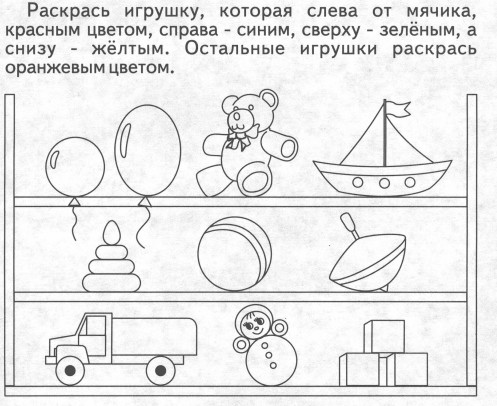 Раскрась игрушку, которая слева от мячика,
красным цветом, справа - синим, сверху - зелёным, а
снизу - жёлтым. Остальные игрушки раскрась
оранжевым цветом.